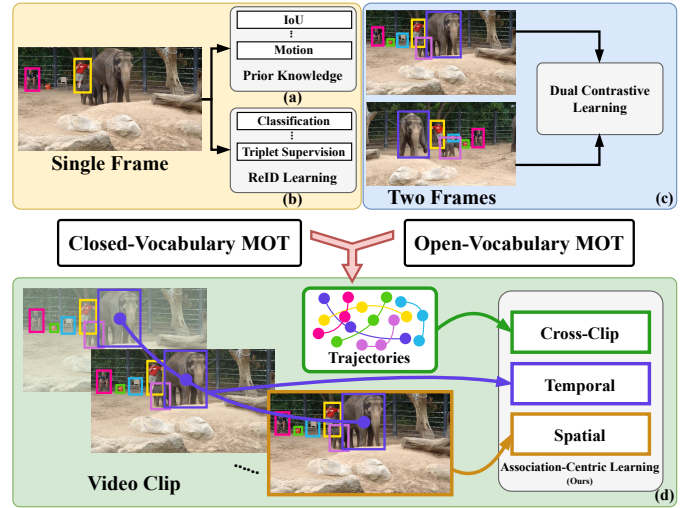 IoU
Motion
Prior Knowledge
(a)
Classification
Triplet Supervision
ReID Learning
(b)
Single Frame
Dual Contrastive
Learning
Two Frames
(c)
Closed-Vocabulary MOT
Open-Vocabulary MOT
Trajectories
Cross-Clip
Temporal
Spatial
Association-Centric Learning
(Ours)
Video Clip
(d)